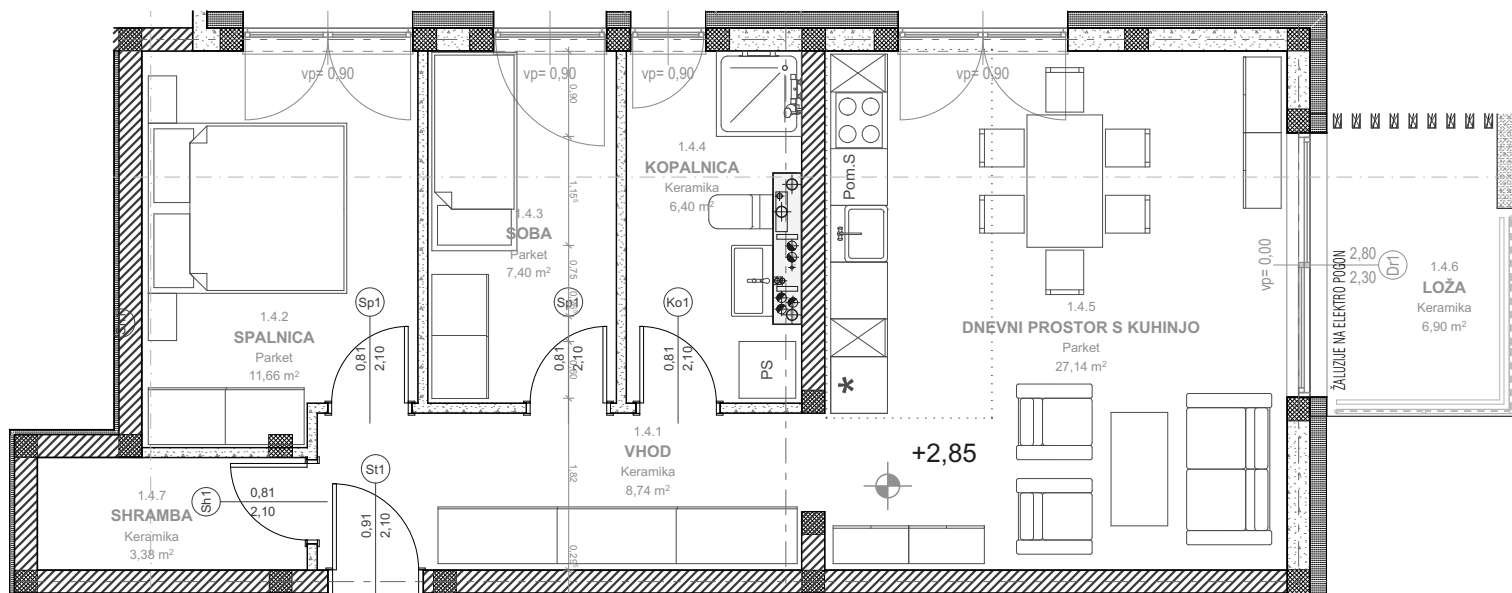 vp= 0,90
vp= 0,90
vp= 0,90
vp= 0,90
1.4.2
SPALNICA
Parket
11,66 m²
1.4.3
SOBA
Parket
7,40 m²
1.4.4
KOPALNICA
Keramika
6,40 m²
Pom.S
PS
*
1.4.5
DNEVNI PROSTOR S KUHINJO
Parket
27,14 m²
vp= 0,00
ŽALUZIJE NA ELEKTRO POGON
2,80
2,30
Dr1
1.4.6
LOŽA
Keramika
6,90 m²
Sp1
0,81
2,10
Sp1
0,81
2,10
Ko1
0,81
2,10
0,90
1,15⁵
0,75
1.4.1
VHOD
Keramika
8,74 m²
1,82
+2,85
St1
0,91
2,10
Sh1
0,81
2,10
1.4.7
SHRAMBA
Keramika
3,38 m²